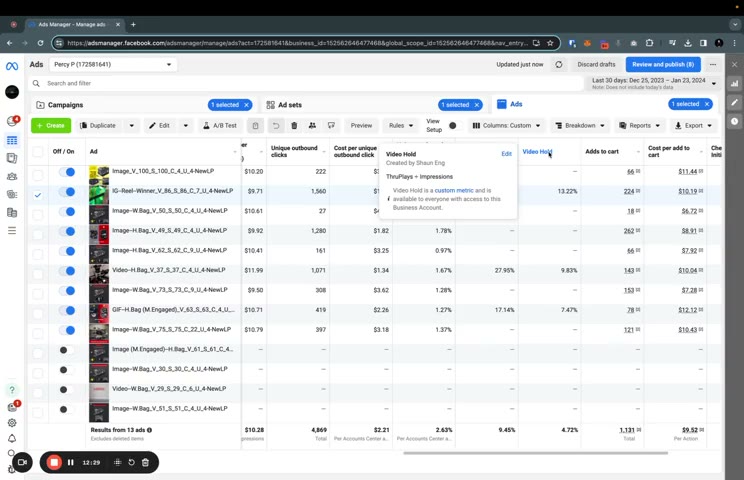 Ads Manager - Manage ads
https://adsmanager.facebook.com/adsmanager/manage/ads?act=172581641&business_id=152562646477468&global_scope_id=152562646477468&nav_entry...
Ads
Percy P (172581641)
Updated just now
Discard drafts
Review and publish (8)
Search and filter
Last 30 days: Dec 25, 2023 – Jan 23, 2024
Note: Does not include today's data
Campaigns
1 selected
Ad sets
1 selected
Ads
1 selected
Create
Duplicate
Edit
A/B Test
Preview
Rules
View Setup
Columns: Custom
Breakdown
Reports
Export
Off / On
Ad
Unique outbound clicks
Cost per unique outbound click
Video Hold
Adds to cart
Cost per add to cart
Video Hold
Edit
Created by Shaun Eng
ThruPlays ÷ Impressions
Video Hold is a custom metric and is available to everyone with access to this Business Account.
Image_V_100_S_100_C_4_U_4-NewLP $10.20 222 — 66 $11.44
IG-Reel-Winner_V_86_S_86_C_7_U_4-NewLP $9.71 1,560 13.22% 224 $10.19
Image-W.Bag_V_50_S_50_C_4_U_4-NewLP $10.61 27 — 18 $6.72
Image-H.Bag_V_49_S_49_C_4_U_4-NewLP $9.92 1,280 $1.82 1.78% — — 262 $8.91
Image-H.Bag_V_62_S_62_C_9_U_4-NewLP $10.41 161 $3.25 0.97% — — 66 $7.92
Video-H.Bag_V_37_S_37_C_4_U_4-NewLP $11.99 1,071 $1.34 1.67% 27.95% 9.83% 143 $10.04
Image-W.Bag_V_73_S_73_C_9_U_4-NewLP $9.50 308 $3.62 1.28% — — 153 $7.28
GIF-H.Bag (M.Engaged)_V_63_S_63_C_4_U_... $10.71 419 $2.26 1.27% 17.14% 7.47% 78 $12.12
Image-W.Bag_V_75_S_75_C_22_U_4-NewLP $10.79 397 $3.18 1.37% — — 121 $10.43
Image (M.Engaged)-H.Bag_V_61_S_61_C_4... — — — — — — — —
Image-W.Bag_V_30_S_30_C_4_U_4-NewLP — — — — — — — —
Video-W.Bag_V_29_S_29_C_6_U_4-NewLP — — — — — — — —
Image-W.Bag_V_51_S_51_C_4_U_4-NewLP — — — — — — — —
Results from 13 ads $10.28 4,869 $2.21 2.63% 9.45% 4.72% 1,131 $9.52
Excludes deleted items Total Per Accounts Center a... Per Accounts Center a... Total Per Action
12:29